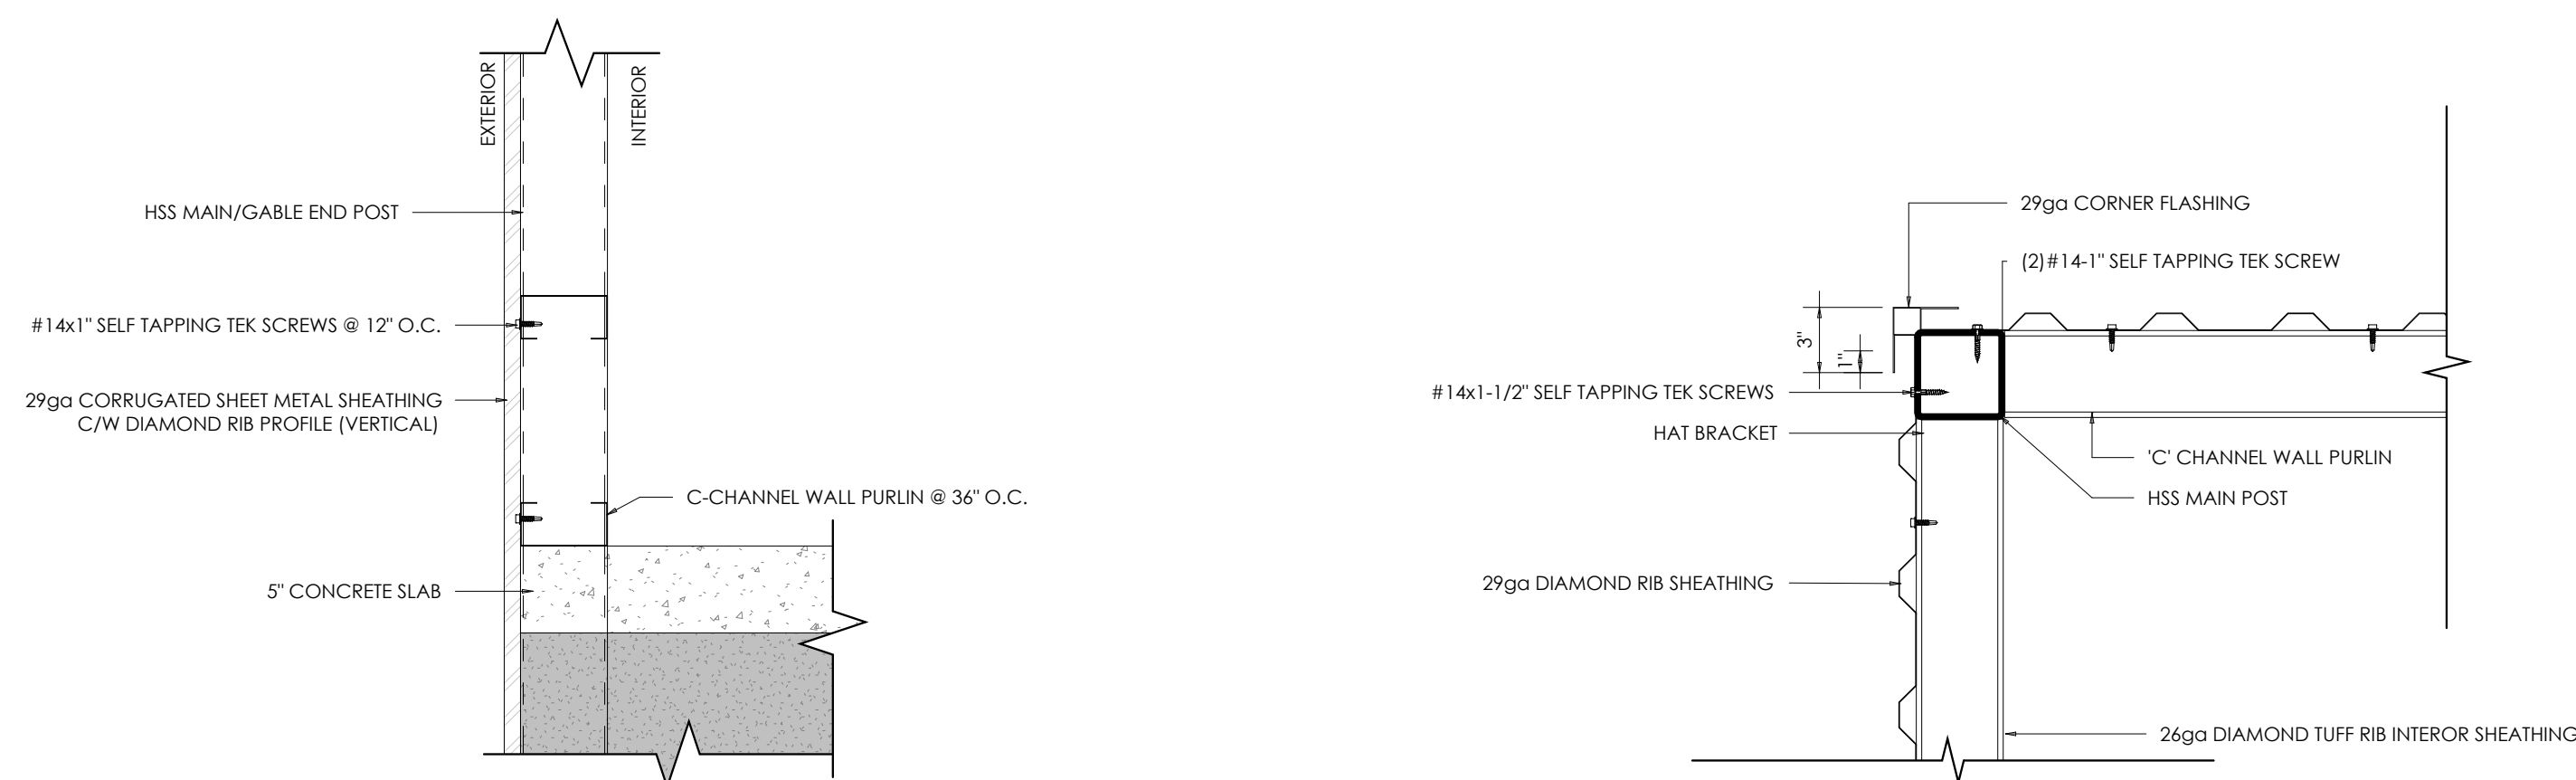 EXTERIOR
INTERIOR
HSS MAIN/GABLE END POST
#14x1" SELF TAPPING TEK SCREWS @ 12" O.C.
29ga CORRUGATED SHEET METAL SHEATHING
C/W DIAMOND RIB PROFILE (VERTICAL)
C-CHANNEL WALL PURLIN @ 36" O.C.
5" CONCRETE SLAB
29ga CORNER FLASHING
(2)#14-1" SELF TAPPING TEK SCREW
3"
1"
#14x1-1/2" SELF TAPPING TEK SCREWS
HAT BRACKET
'C' CHANNEL WALL PURLIN
HSS MAIN POST
29ga DIAMOND RIB SHEATHING
26ga DIAMOND TUFF RIB INTEROR SHEATHING